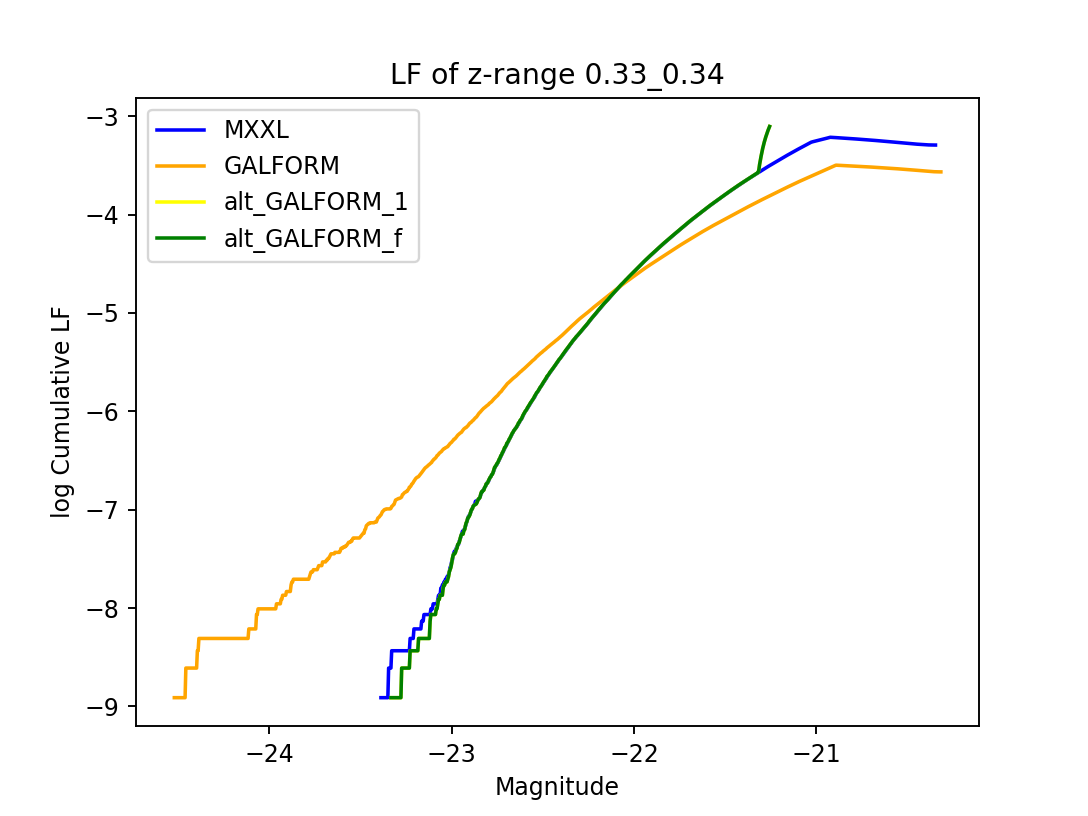 LF of z-range 0.33_0.34
MXXL
GALFORM
alt_GALFORM_1
alt_GALFORM_f
−3
−4
−5
−6
−7
−8
−9
log Cumulative LF
−24
−23
−22
−21
Magnitude